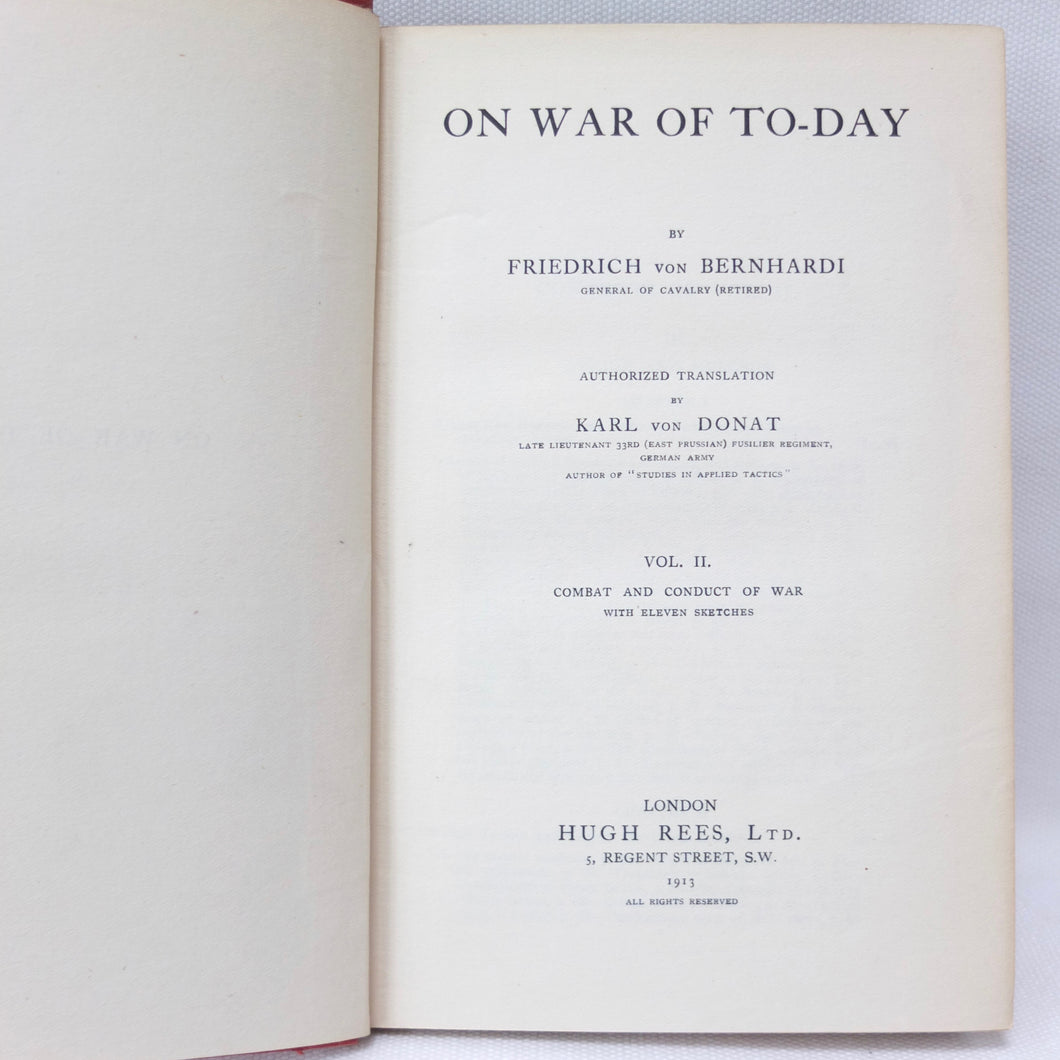 ON WAR OF TO-DAY
BY
FRIEDRICH VON BERNHARDI
GENERAL OF CAVALRY (RETIRED)
AUTHORIZED TRANSLATION
BY
KARL VON DONAT
LATE LIEUTENANT 33RD (EAST PRUSSIAN) FUSILIER REGIMENT,
GERMAN ARMY
AUTHOR OF "STUDIES IN APPLIED TACTICS"
VOL. II.
COMBAT AND CONDUCT OF WAR
WITH ELEVEN SKETCHES
LONDON
HUGH REES, LTD.
5, REGENT STREET, S.W.
1913
ALL RIGHTS RESERVED